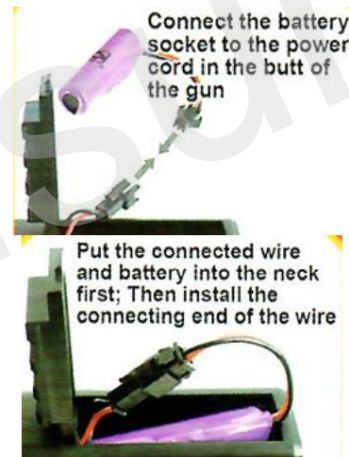 Connect the battery
socket to the power
cord in the butt of
the gun
Put the connected wire
and battery into the neck
first; Then install the
connecting end of the wire